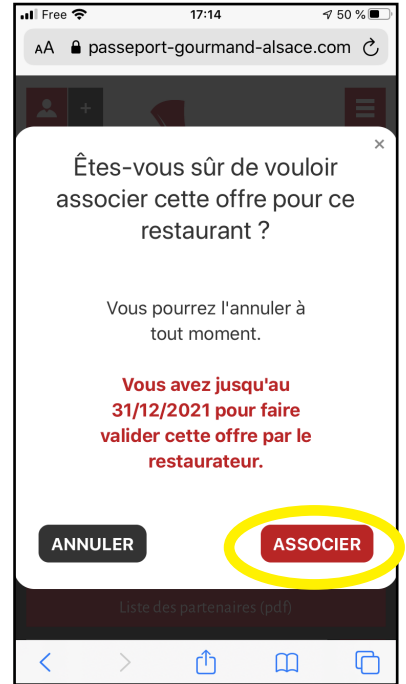 Free 17:14 50 %
AA passeport-gourmand-alsace.com
+
×
Êtes-vous sûr de vouloir
associer cette offre pour ce
restaurant ?
Vous pourrez l'annuler à
tout moment.
Vous avez jusqu'au
31/12/2021 pour faire
valider cette offre par le
restaurateur.
ANNULER ASSOCIER
Liste des partenaires (pdf)